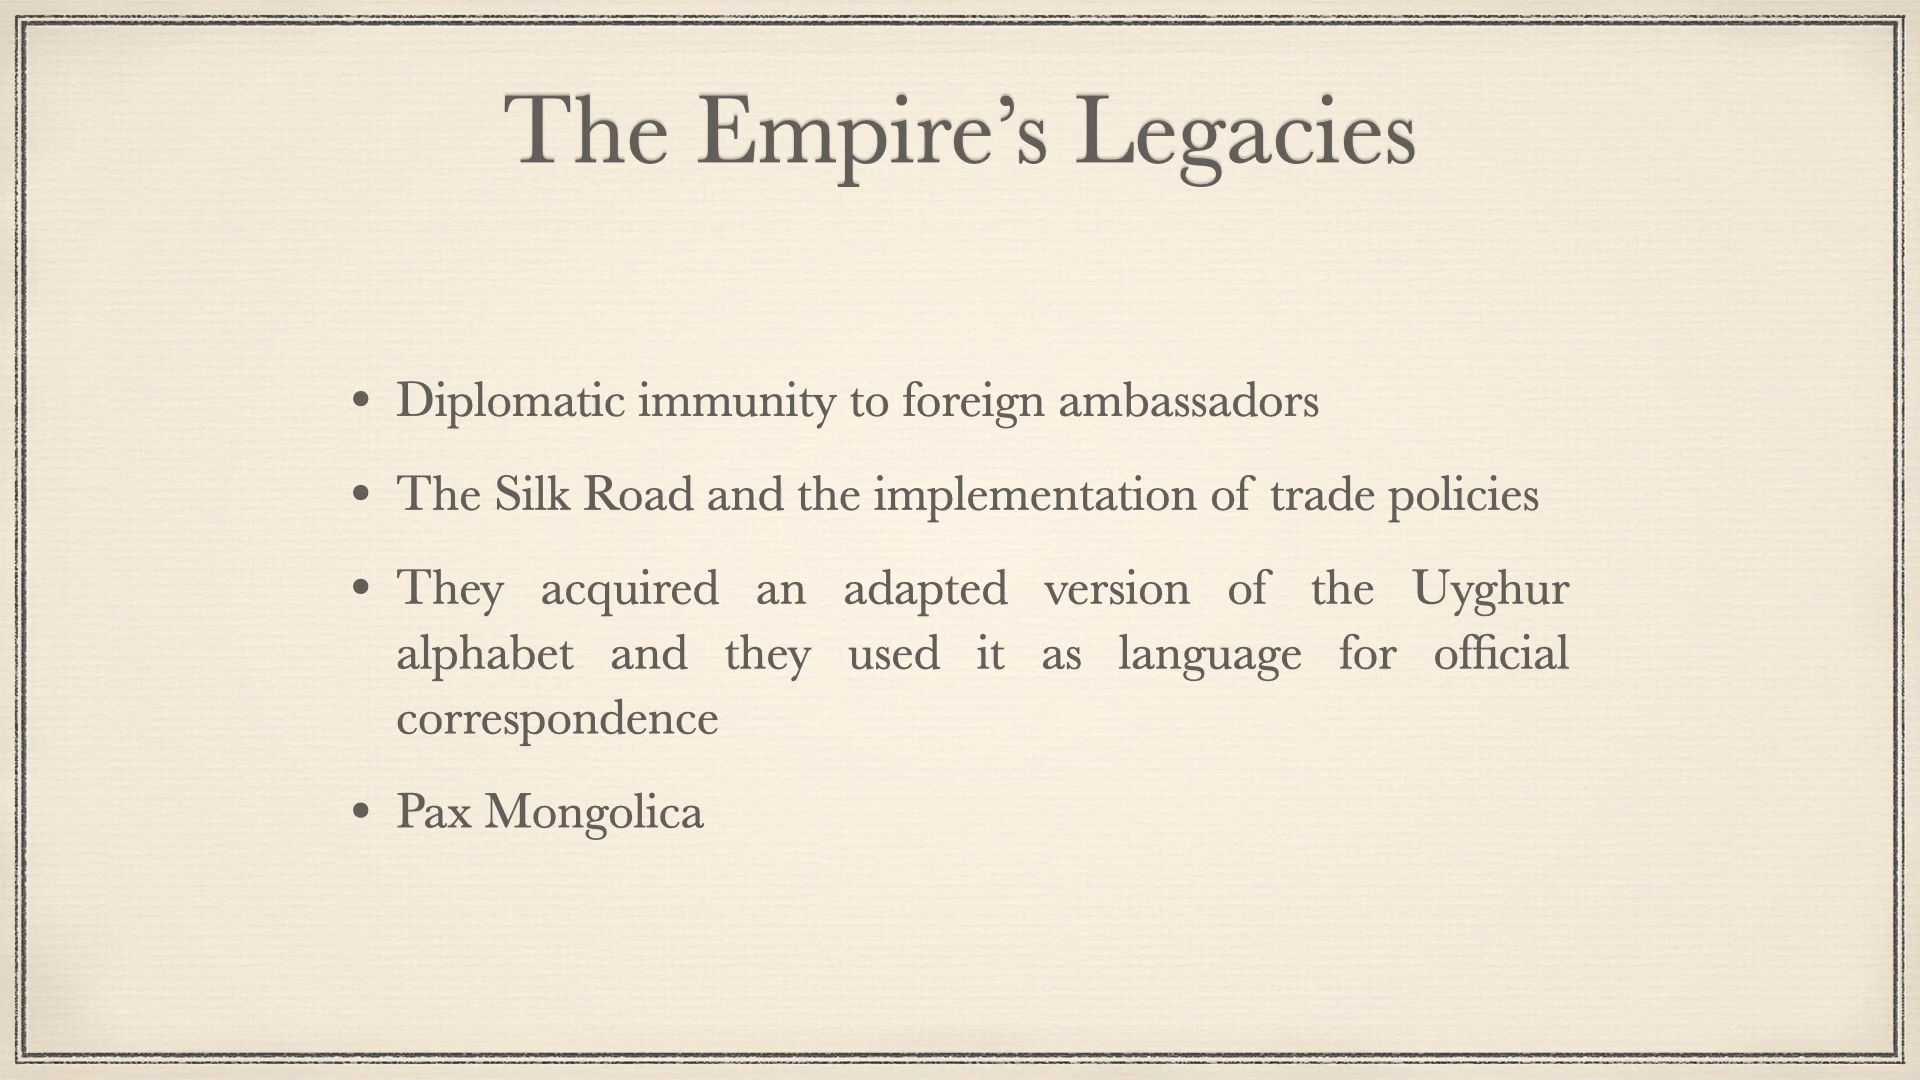 The Empire’s Legacies
• Diplomatic immunity to foreign ambassadors
• The Silk Road and the implementation of trade policies
• They acquired an adapted version of the Uyghur
alphabet and they used it as language for official
correspondence
• Pax Mongolica